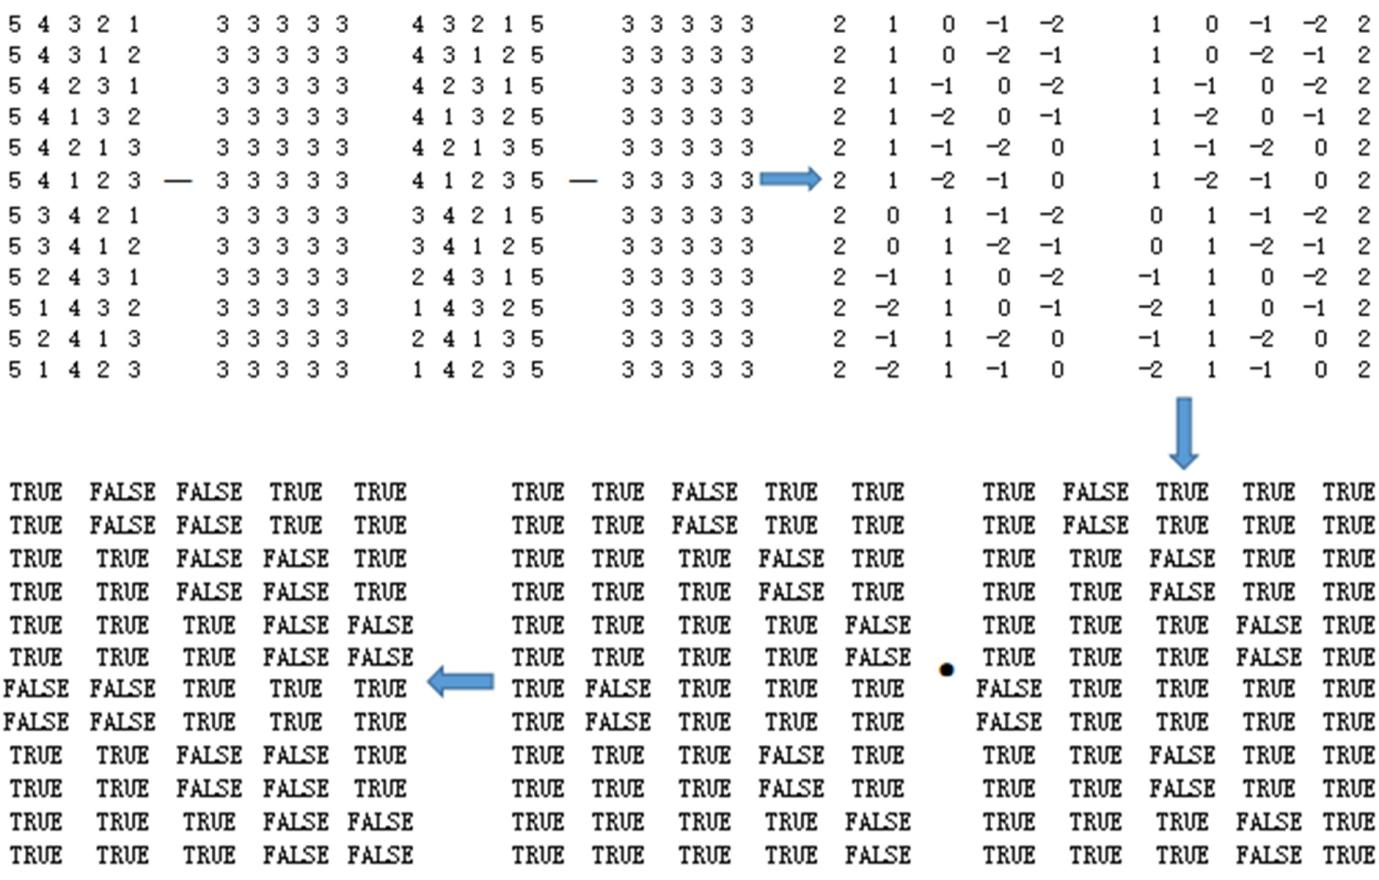 5 4 3 2 1 3 3 3 3 3 4 3 2 1 5 3 3 3 3 3 2 1 0 -1 -2 1 0 -1 -2 2
5 4 3 1 2 3 3 3 3 3 4 3 1 2 5 3 3 3 3 3 2 1 0 -2 -1 1 0 -2 -1 2
5 4 2 3 1 3 3 3 3 3 4 2 3 1 5 3 3 3 3 3 2 1 -1 0 -2 1 -1 0 -2 2
5 4 1 3 2 3 3 3 3 3 4 1 3 2 5 3 3 3 3 3 2 1 -2 0 -1 1 -2 0 -1 2
5 4 2 1 3 3 3 3 3 3 4 2 1 3 5 3 3 3 3 3 2 1 -1 -2 0 1 -1 -2 0 2
5 4 1 2 3 — 3 3 3 3 3 4 1 2 3 5 — 3 3 3 3 3 2 1 -2 -1 0 1 -2 -1 0 2
5 3 4 2 1 3 3 3 3 3 3 4 2 1 5 3 3 3 3 3 2 0 1 -1 -2 0 1 -1 -2 2
5 3 4 1 2 3 3 3 3 3 3 4 1 2 5 3 3 3 3 3 2 0 1 -2 -1 0 1 -2 -1 2
5 2 4 3 1 3 3 3 3 3 2 4 3 1 5 3 3 3 3 3 2 -1 1 0 -2 -1 1 0 -2 2
5 1 4 3 2 3 3 3 3 3 1 4 3 2 5 3 3 3 3 3 2 -2 1 0 -1 -2 1 0 -1 2
5 2 4 1 3 3 3 3 3 3 2 4 1 3 5 3 3 3 3 3 2 -1 1 -2 0 -1 1 -2 0 2
5 1 4 2 3 3 3 3 3 3 1 4 2 3 5 3 3 3 3 3 2 -2 1 -1 0 -2 1 -1 0 2
TRUE FALSE FALSE TRUE TRUE TRUE TRUE FALSE TRUE TRUE TRUE FALSE TRUE TRUE TRUE
TRUE FALSE FALSE TRUE TRUE TRUE TRUE FALSE TRUE TRUE TRUE FALSE TRUE TRUE TRUE
TRUE TRUE FALSE FALSE TRUE TRUE TRUE TRUE FALSE TRUE TRUE TRUE FALSE TRUE TRUE
TRUE TRUE FALSE FALSE TRUE TRUE TRUE TRUE FALSE TRUE TRUE TRUE FALSE TRUE TRUE
TRUE TRUE TRUE FALSE FALSE TRUE TRUE TRUE TRUE FALSE TRUE TRUE TRUE FALSE TRUE
TRUE TRUE TRUE FALSE FALSE TRUE TRUE TRUE TRUE FALSE • TRUE TRUE TRUE FALSE TRUE
FALSE FALSE TRUE TRUE TRUE TRUE FALSE TRUE TRUE TRUE FALSE TRUE TRUE TRUE TRUE
FALSE FALSE TRUE TRUE TRUE TRUE FALSE TRUE TRUE TRUE FALSE TRUE TRUE TRUE TRUE
TRUE TRUE FALSE FALSE TRUE TRUE TRUE TRUE FALSE TRUE TRUE TRUE FALSE TRUE TRUE
TRUE TRUE FALSE FALSE TRUE TRUE TRUE TRUE FALSE TRUE TRUE TRUE FALSE TRUE TRUE
TRUE TRUE TRUE FALSE FALSE TRUE TRUE TRUE TRUE FALSE TRUE TRUE TRUE FALSE TRUE
TRUE TRUE TRUE FALSE FALSE TRUE TRUE TRUE TRUE FALSE TRUE TRUE TRUE FALSE TRUE